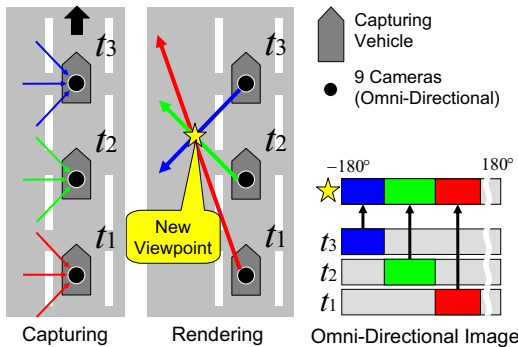 t3
t2
t1
Capturing
t3
t2
t1
New
Viewpoint
Rendering
Capturing
Vehicle
9 Cameras
(Omni-Directional)
−180°
180°
t3
t2
t1
Omni-Directional Image